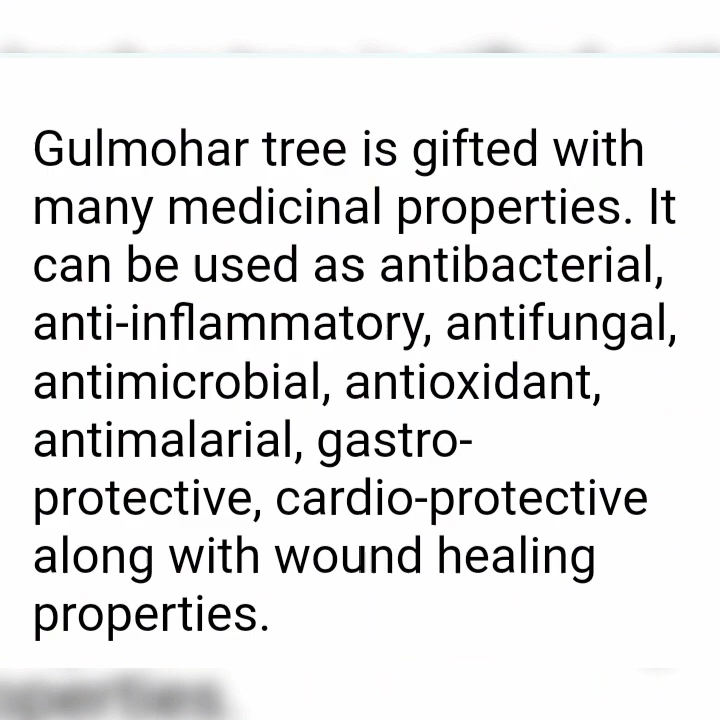 Gulmohar tree is gifted with
many medicinal properties. It
can be used as antibacterial,
anti-inflammatory, antifungal,
antimicrobial, antioxidant,
antimalarial, gastro-
protective, cardio-protective
along with wound healing
properties.